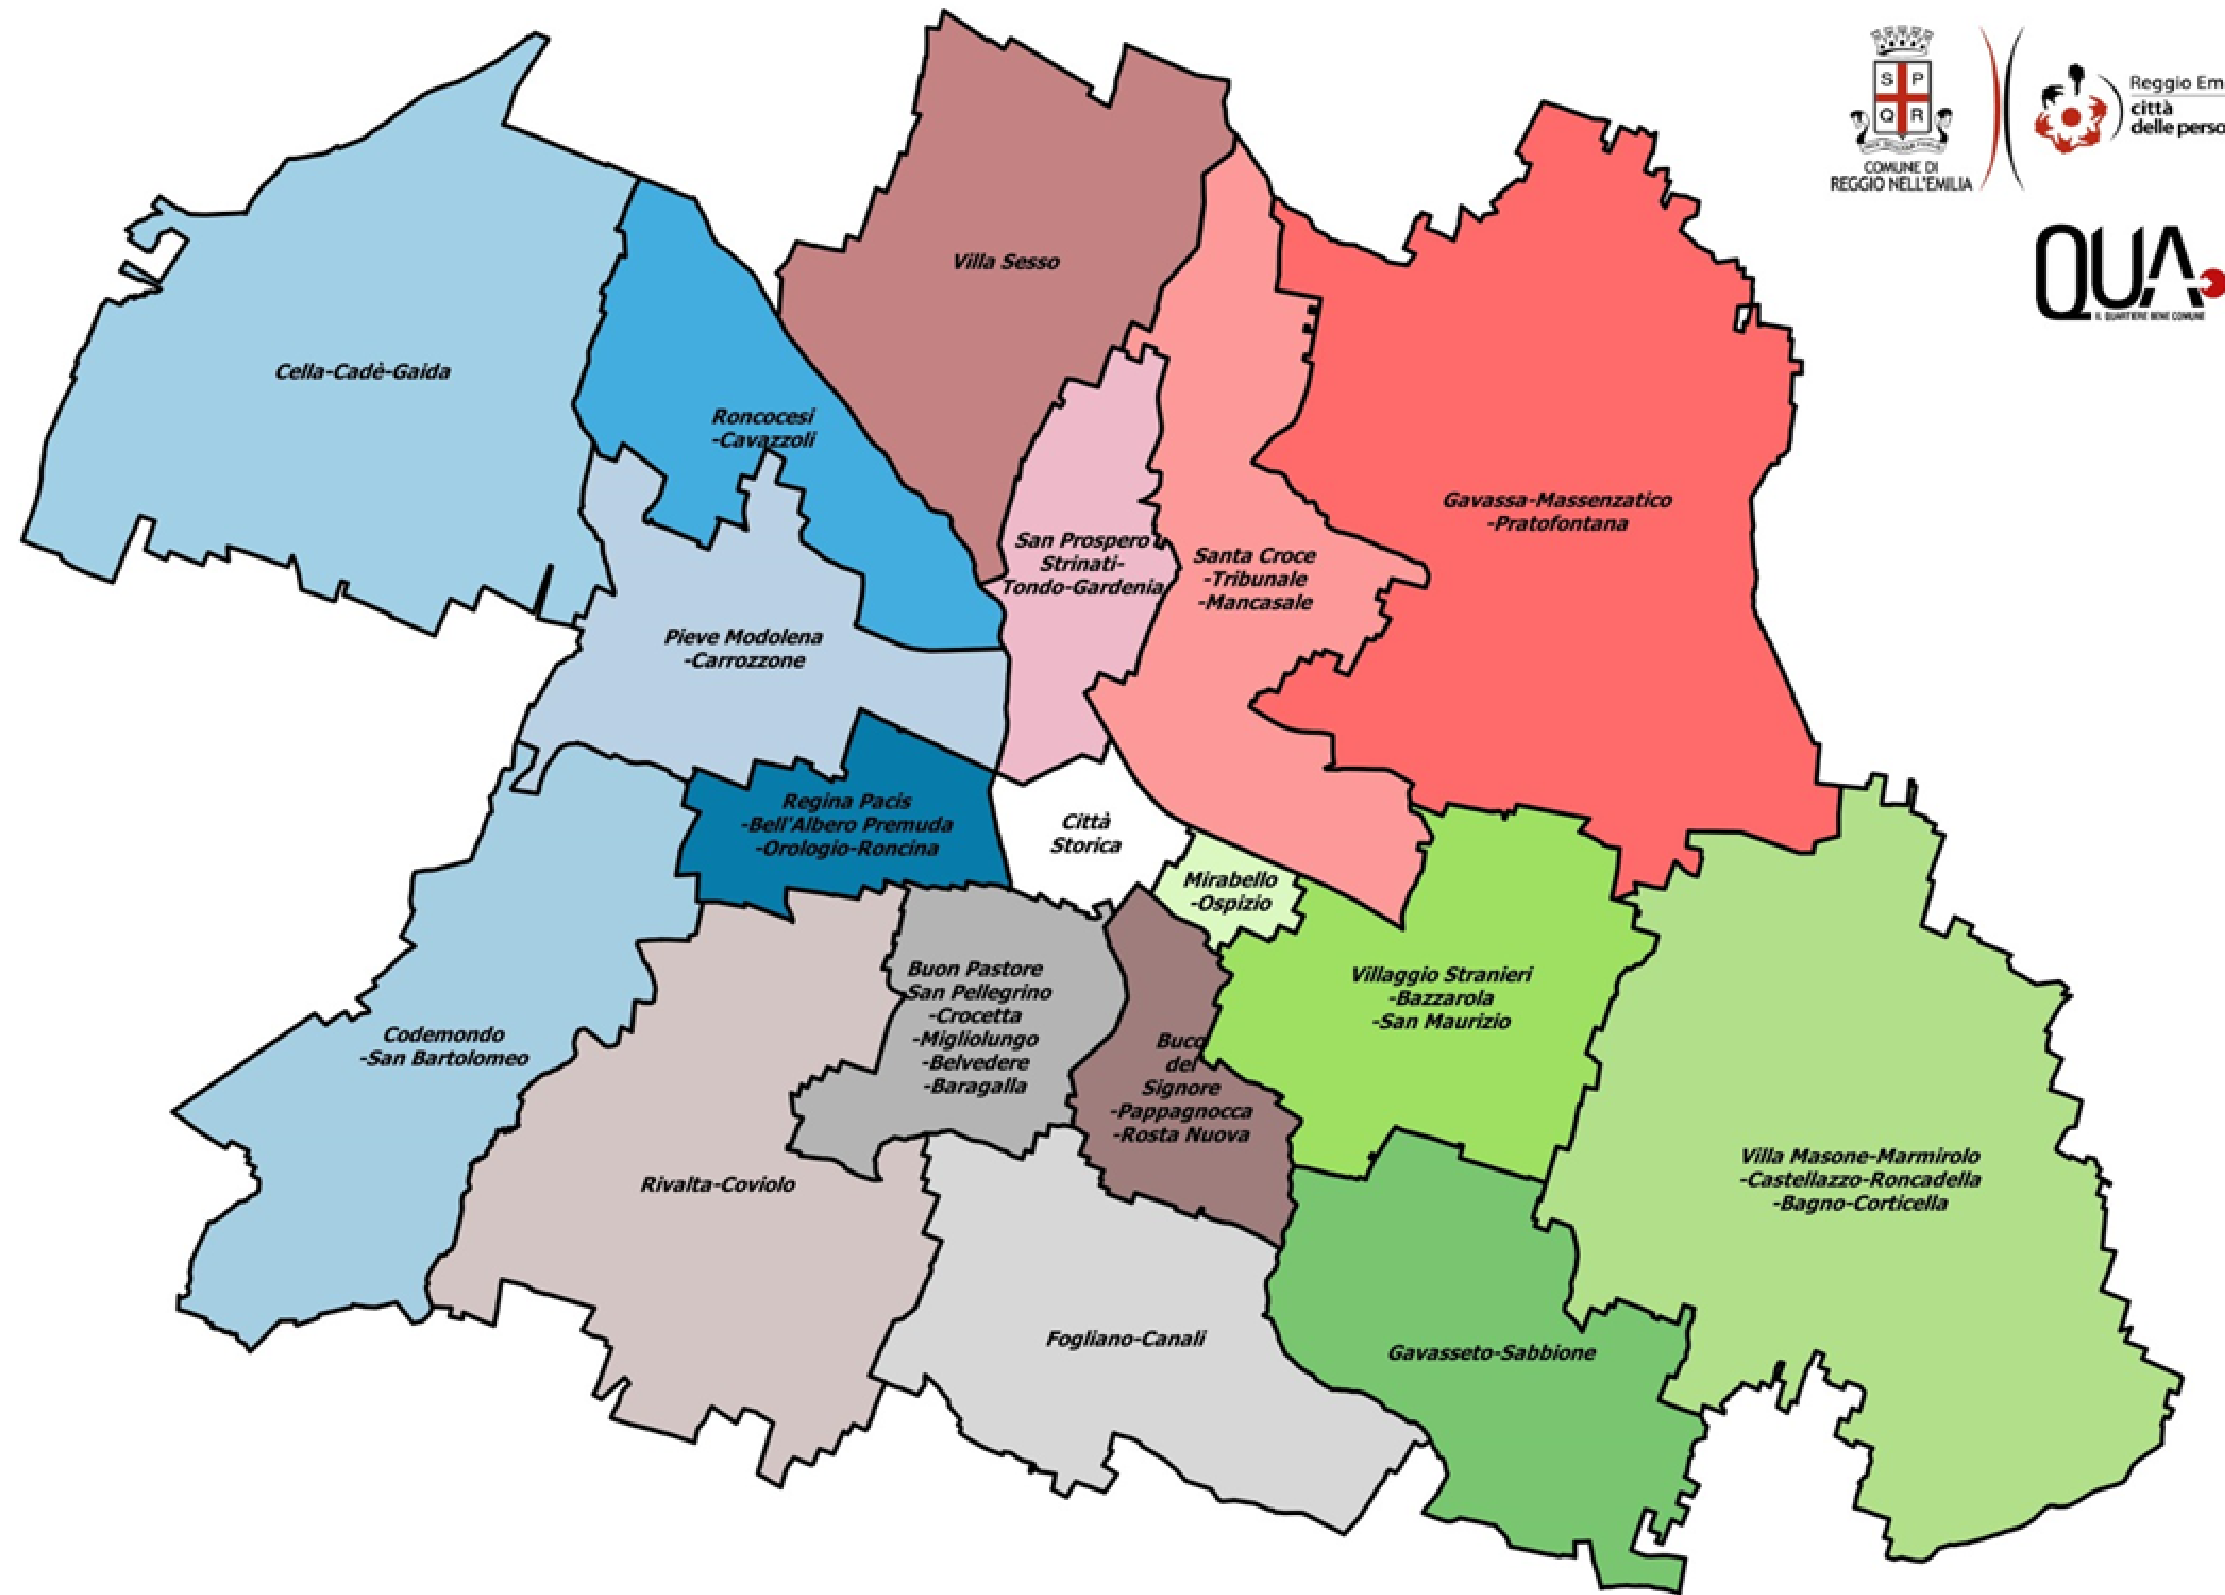 S P
Q R
COMUNE DI
REGGIO NELL'EMILIA
Reggio Em
città
delle perso
QUA
IL QUARTIERE BENE COMUNE
Villa Sesso
Cella-Cadè-Gaida
Roncocesi
-Cavazzoli
Gavassa-Massenzatico
-Pratofontana
San Prospero
Strinati-
Tondo-Gardenia
Santa Croce
-Tribunale
-Mancasale
Pieve Modolena
-Carrozzone
Regina Pacis
-Bell'Albero Premuda
-Orologio-Roncina
Città
Storica
Mirabello
-Ospizio
Buon Pastore
San Pellegrino
-Crocetta
-Migliolungo
-Belvedere
-Baragalla
Villaggio Stranieri
-Bazzarola
-San Maurizio
Codemondo
-San Bartolomeo
Buco
del
Signore
-Pappagnocca
-Rosta Nuova
Rivalta-Coviolo
Villa Masone-Marmirolo
-Castellazzo-Roncadella
-Bagno-Corticella
Fogliano-Canali
Gavasseto-Sabbione